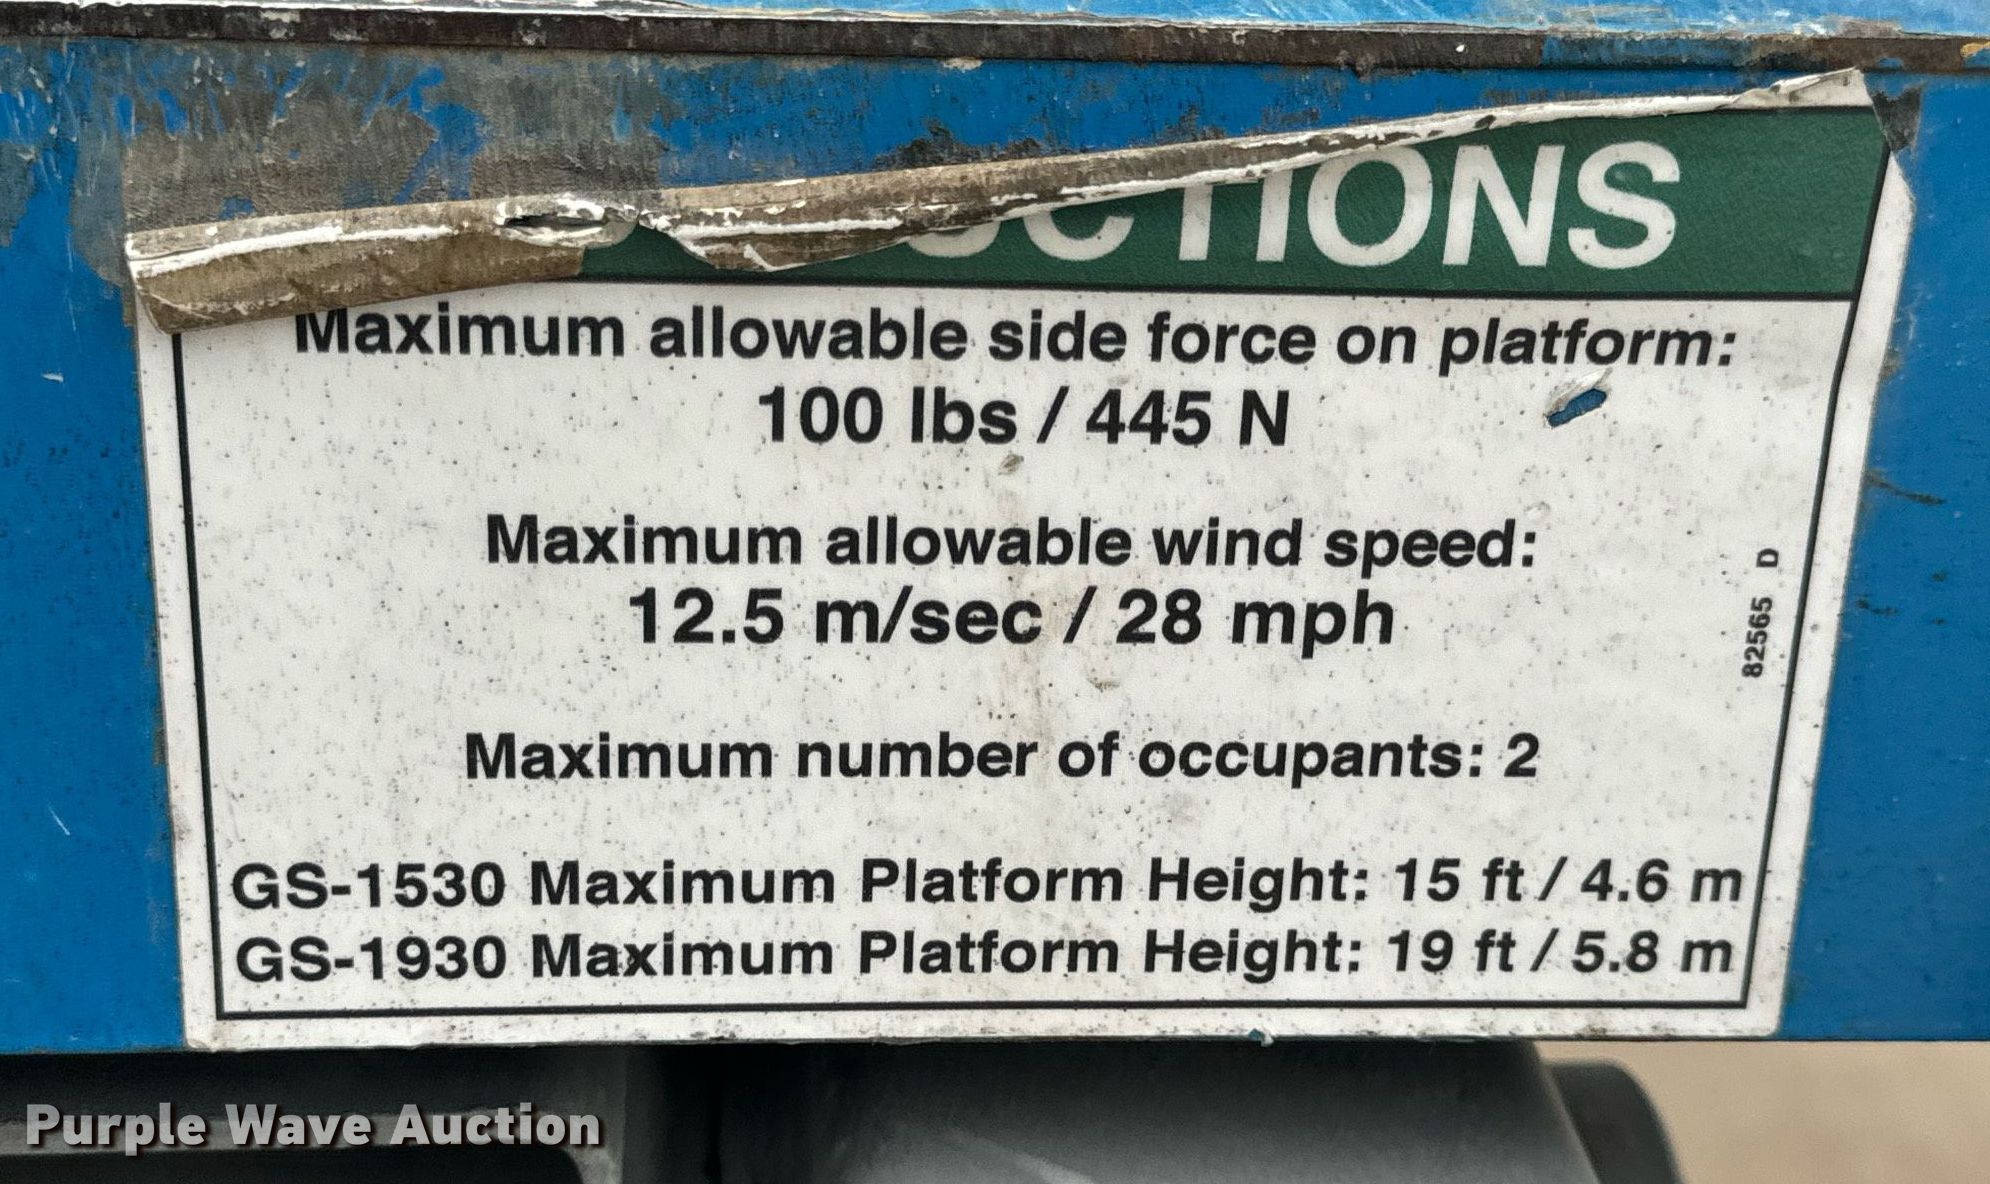 Maximum allowable side force on platform:
100 lbs / 445 N
Maximum allowable wind speed:
12.5 m/sec / 28 mph
82565 D
Maximum number of occupants: 2
GS-1530 Maximum Platform Height: 15 ft / 4.6 m
GS-1930 Maximum Platform Height: 19 ft / 5.8 m
Purple Wave Auction